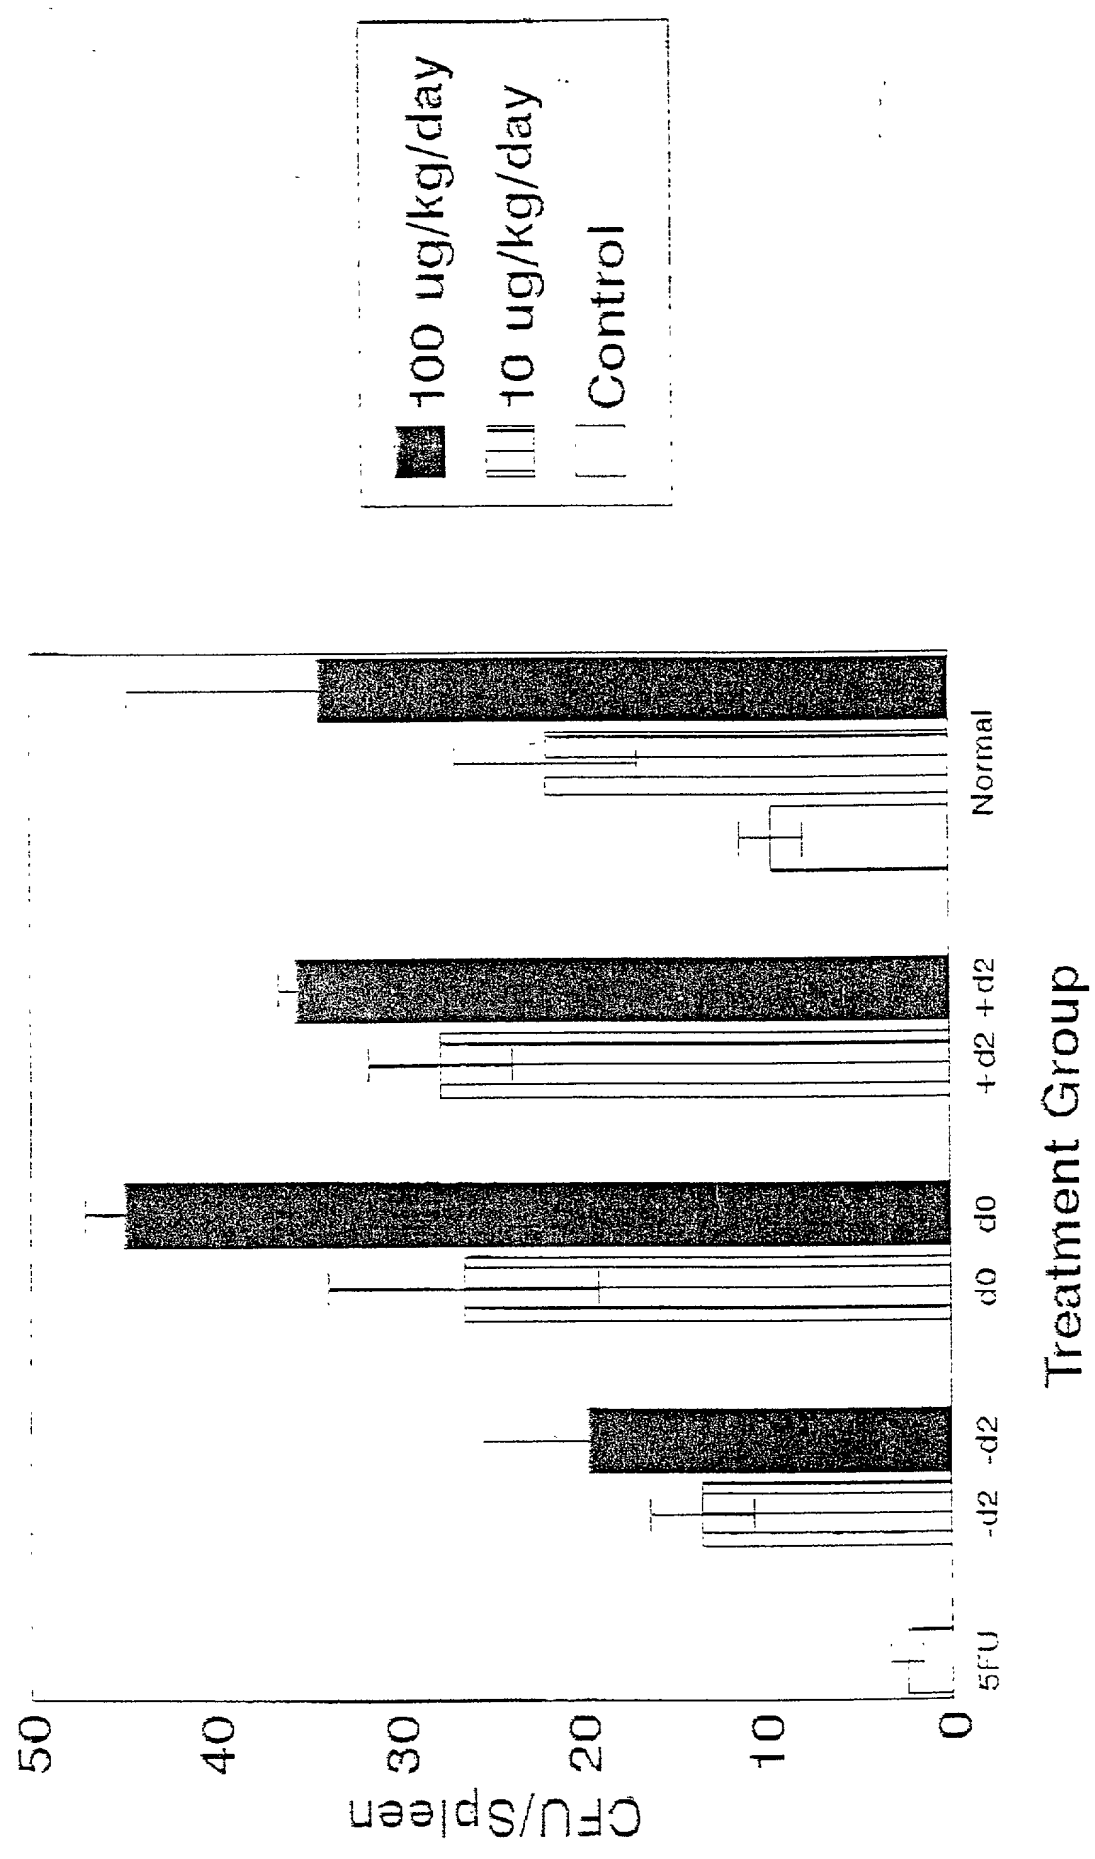 CFU/Spleen
50
40
30
20
10
0
5FU
-d2
-d2
d0
d0
+d2
+d2
Normal
Treatment Group
100 ug/kg/day
10 ug/kg/day
Control